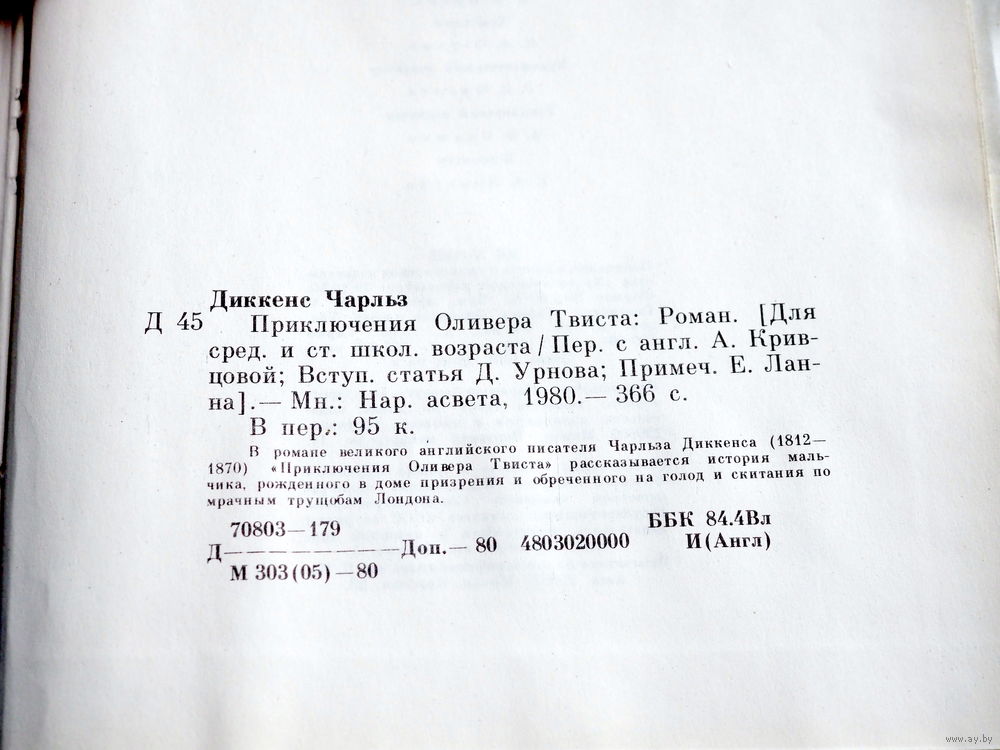 Диккенс Чарльз
Д 45 Приключения Оливера Твиста: Роман. [Для
сред. и ст. школ. возраста / Пер. с англ. А. Крив-
цовой; Вступ. статья Д. Урнова; Примеч. Е. Лан-
на].— Мн.: Нар. асвета, 1980.— 366 с.
В пер.: 95 к.
В романе великого английского писателя Чарльза Диккенса (1812—
1870) «Приключения Оливера Твиста» рассказывается история маль-
чика, рожденного в доме призрения и обреченного на голод и скитания по
мрачным трущобам Лондона.
70803—179
Д————————Доп.— 80 4803020000
М 303(05)—80
ББК 84.4Вл
И(Англ)
www.ay.by